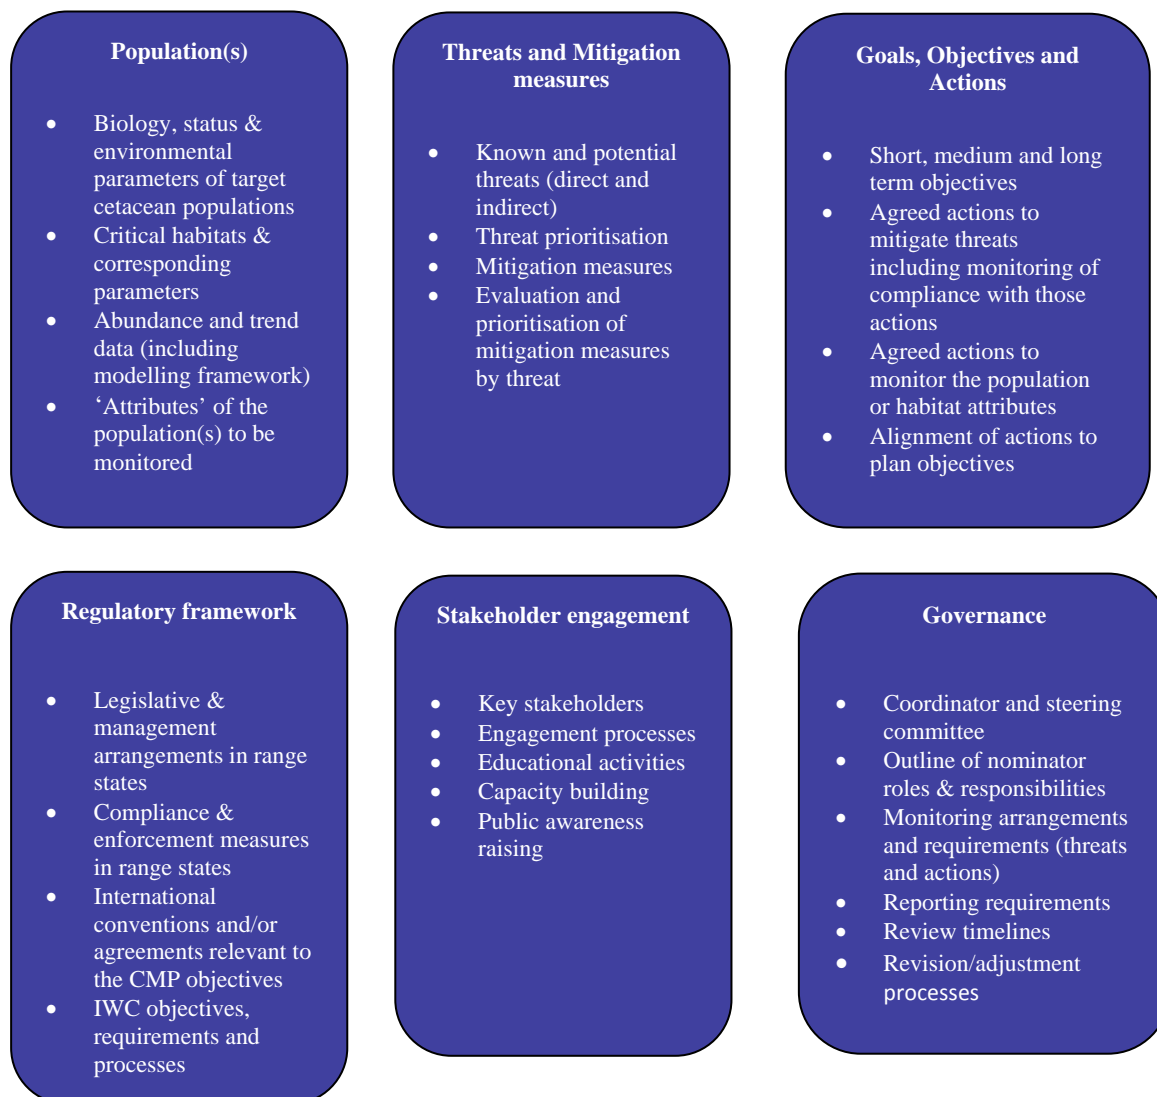 Population(s)
• Biology, status &
environmental
parameters of target
cetacean populations
• Critical habitats &
corresponding
parameters
• Abundance and trend
data (including
modelling framework)
• ‘Attributes’ of the
population(s) to be
monitored
Threats and Mitigation
measures
• Known and potential
threats (direct and
indirect)
• Threat prioritisation
• Mitigation measures
• Evaluation and
prioritisation of
mitigation measures
by threat
Goals, Objectives and
Actions
• Short, medium and long
term objectives
• Agreed actions to
mitigate threats
including monitoring of
compliance with those
actions
• Agreed actions to
monitor the population
or habitat attributes
• Alignment of actions to
plan objectives
Regulatory framework
• Legislative &
management
arrangements in range
states
• Compliance &
enforcement measures
in range states
• International
conventions and/or
agreements relevant to
the CMP objectives
• IWC objectives,
requirements and
processes
Stakeholder engagement
• Key stakeholders
• Engagement processes
• Educational activities
• Capacity building
• Public awareness
raising
Governance
• Coordinator and steering
committee
• Outline of nominator
roles & responsibilities
• Monitoring arrangements
and requirements (threats
and actions)
• Reporting requirements
• Review timelines
• Revision/adjustment
processes